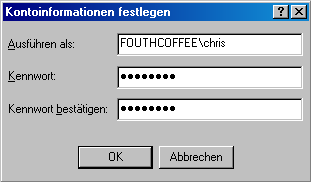 Kontoinformationen festlegen
Ausführen als: FOUTHCOFFEE\chris
Kennwort: ●●●●●●●●
Kennwort bestätigen: ●●●●●●●●
OK Abbrechen